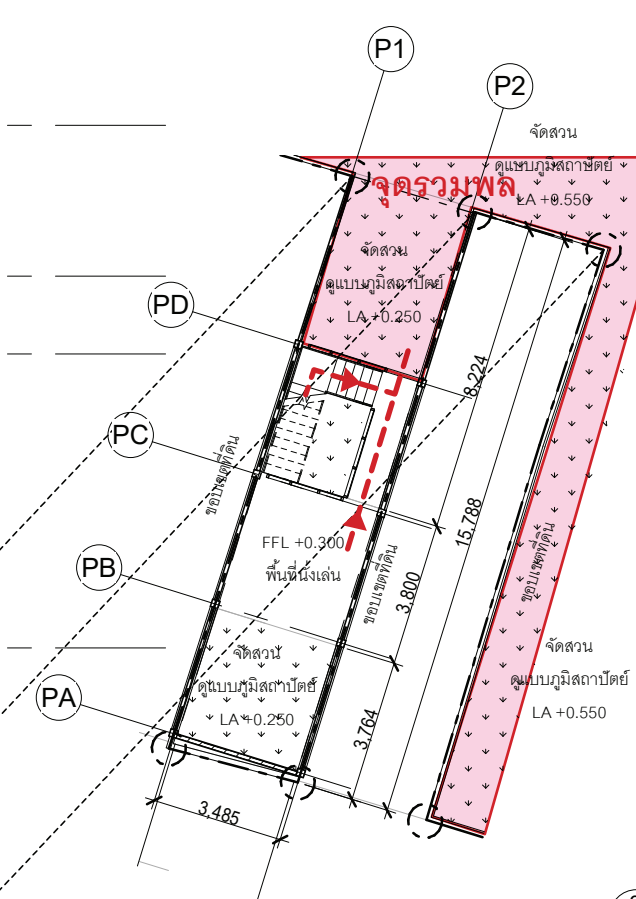 P1
P2
จัดสวน
ดูแบบภูมิสถาปัตย์
LA +0.550
จุดรวมพล
จัดสวน
ดูแบบภูมิสถาปัตย์
LA +0.250
PD
8,224
PC
ขอบเขตที่ดิน
15,788
FFL +0.300
พื้นที่นั่งเล่น
ขอบเขตที่ดิน
3,800
ขอบเขตที่ดิน
PB
จัดสวน
ดูแบบภูมิสถาปัตย์
LA +0.250
จัดสวน
ดูแบบภูมิสถาปัตย์
LA +0.550
PA
3,764
3,485